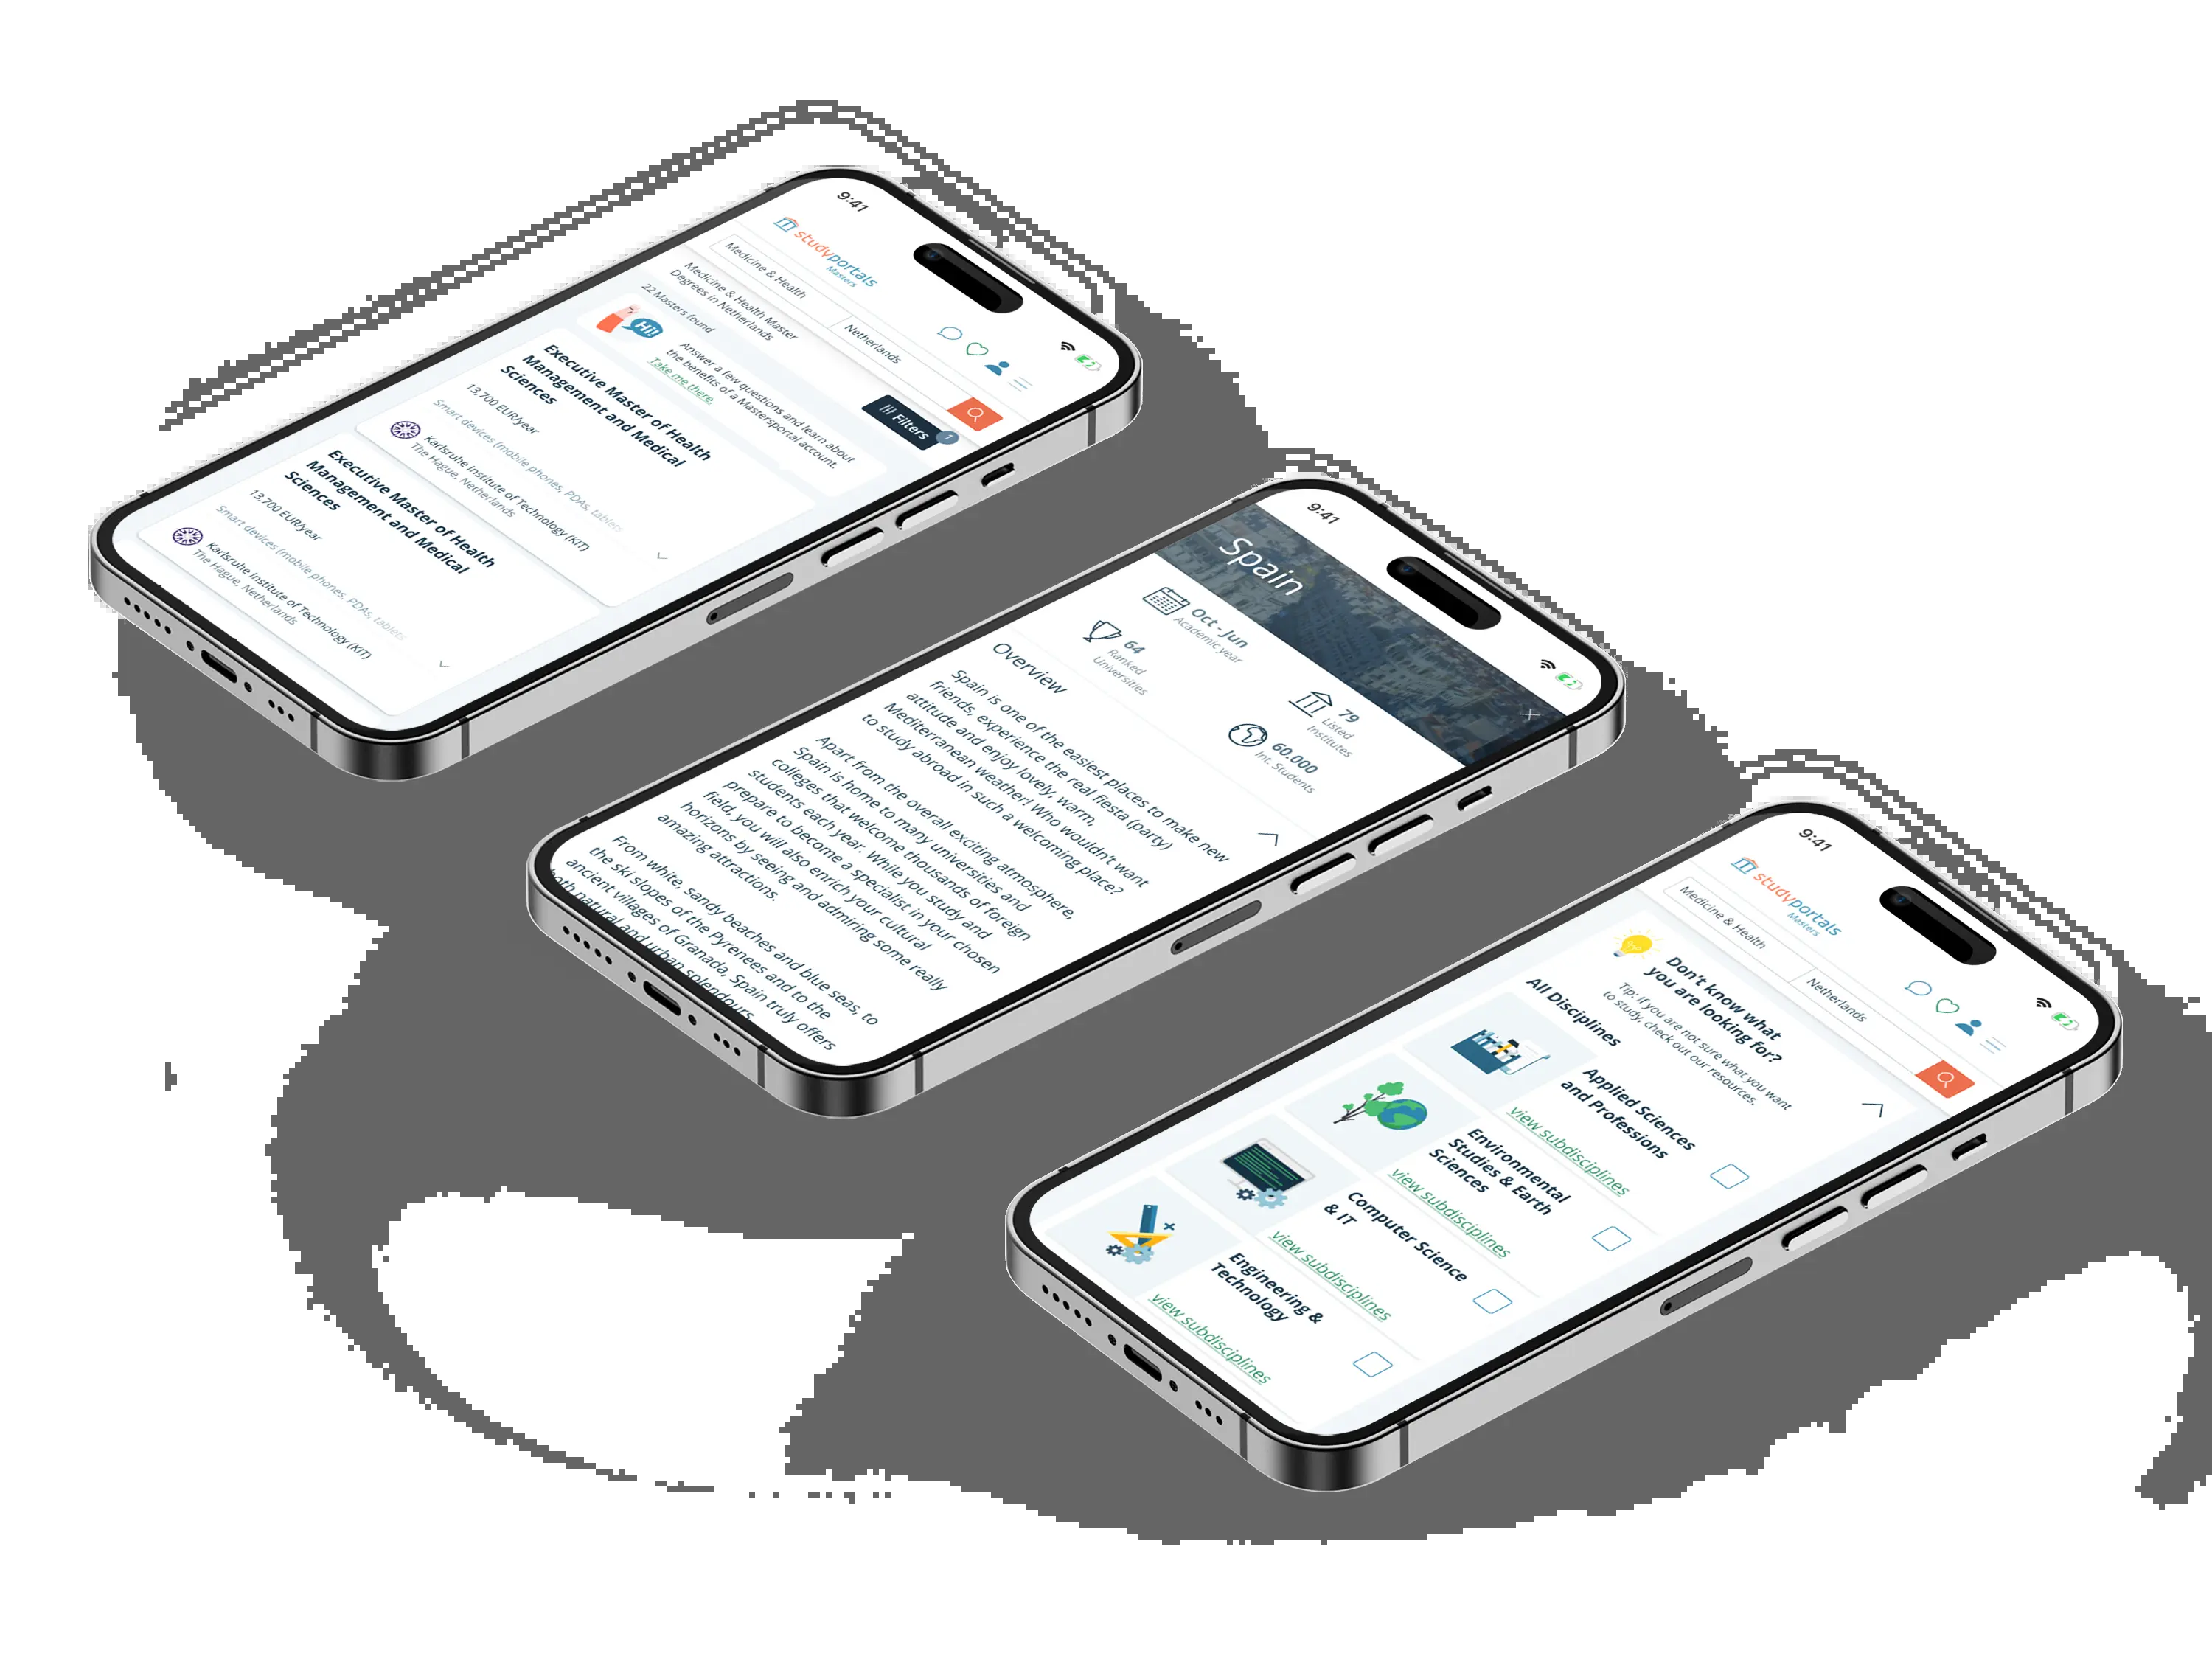 9:41
studyportals
Masters
Medicine & Health
Netherlands
Medicine & Health Master
Degrees in Netherlands
22 Masters found
Filters
1
Hi!
Answer a few questions and learn about
the benefits of a Mastersportal account.
Take me there.
Executive Master of Health
Management and Medical
Sciences
13,700 EUR/year
Smart devices (mobile phones, PDAs, tablets
Karlsruhe Institute of Technology (KIT)
The Hague, Netherlands
Executive Master of Health
Management and Medical
Sciences
13,700 EUR/year
Smart devices (mobile phones, PDAs, tablets
Karlsruhe Institute of Technology (KIT)
The Hague, Netherlands
9:41
Spain
Oct - Jun
Academic year
79
Listed
Institutes
64
Ranked
Universities
60.000
Int. Students
Overview
Spain is one of the easiest places to make new
friends, experience the real fiesta (party)
attitude and enjoy lovely, warm,
Mediterranean weather! Who wouldn't want
to study abroad in such a welcoming place?
Apart from the overall exciting atmosphere,
Spain is home to many universities and
colleges that welcome thousands of foreign
students each year. While you study and
prepare to become a specialist in your chosen
field, you will also enrich your cultural
horizons by seeing and admiring some really
amazing attractions.
From white, sandy beaches and blue seas, to
the ski slopes of the Pyrenees and to the
ancient villages of Granada, Spain truly offers
both natural and urban splendours
9:41
studyportals
Masters
Medicine & Health
Netherlands
Don't know what
you are looking for?
Tip: if you are not sure what you want
to study, check out our resources.
All Disciplines
Applied Sciences
and Professions
view subdisciplines
Environmental
Studies & Earth
Sciences
view subdisciplines
Computer Science
& IT
view subdisciplines
Engineering &
Technology
view subdisciplines